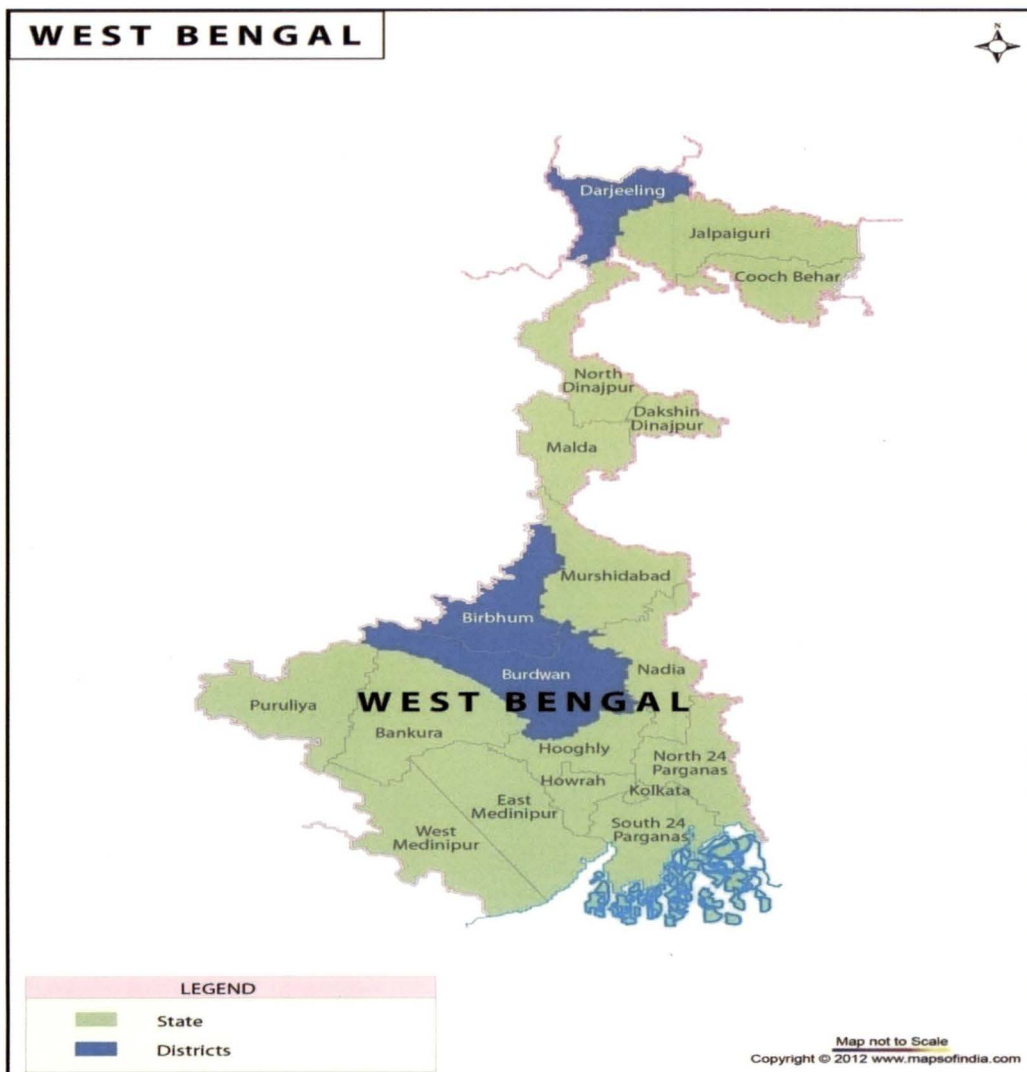 WEST BENGAL
N
Darjeeling
Jalpaiguri
Cooch Behar
North
Dinajpur
Dakshin
Dinajpur
Malda
Murshidabad
Birbhum
Burdwan
Nadia
WEST BENGAL
Puruliya
Bankura
Hooghly
North 24
Parganas
Howrah
Kolkata
East
Medinipur
South 24
Parganas
West
Medinipur
LEGEND
State
Districts
Map not to Scale
Copyright © 2012 www.mapsofindia.com